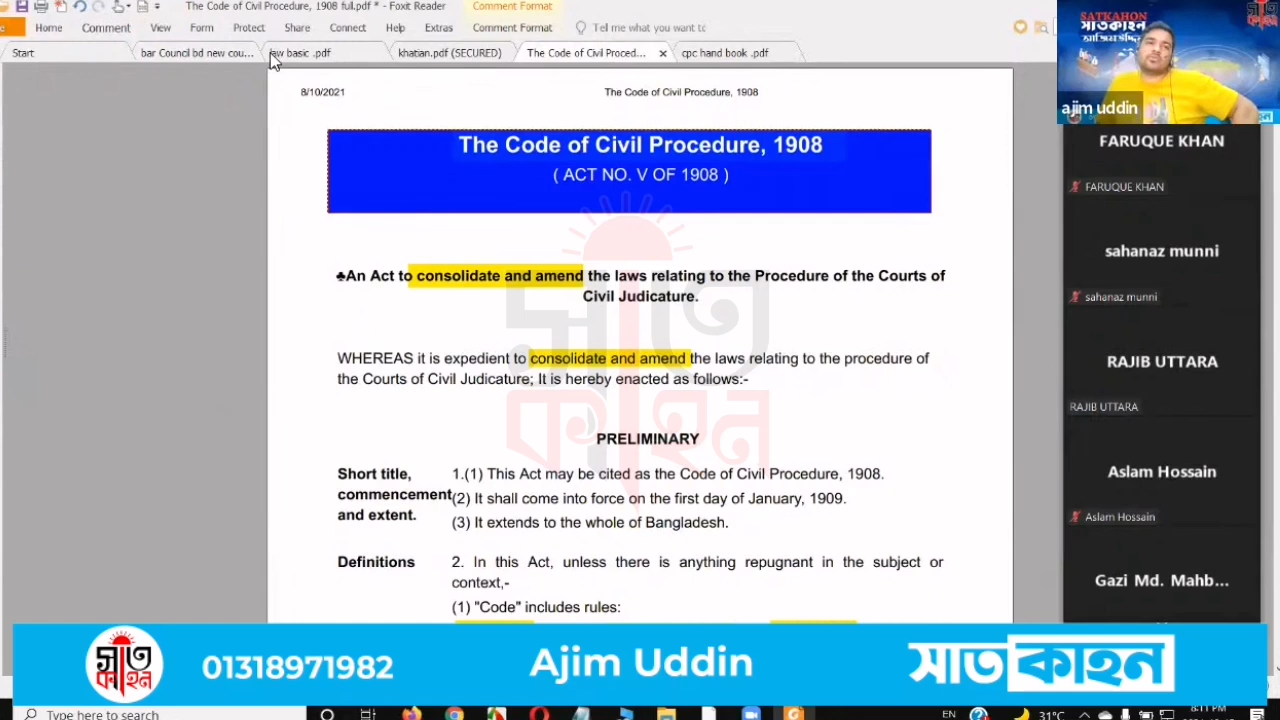 The Code of Civil Procedure, 1908 ful.pdf * - Foxit Reader
Comment Format
Home Comment View Form Protect Share Connect Help Extras Comment Format Tell me what you want to
Start bar Council bd new cou... law basic .pdf khata.pdf (SECURED) The Code of Civil Proced... cpc hand book .pdf
8/10/2021 The Code of Civil Procedure, 1908
The Code of Civil Procedure, 1908
( ACT NO. V OF 1908 )
♣An Act to consolidate and amend the laws relating to the Procedure of the Courts of
Civil Judicature.
WHEREAS it is expedient to consolidate and amend the laws relating to the procedure of
the Courts of Civil Judicature; It is hereby enacted as follows:-
PRELIMINARY
Short title,
commencement
and extent.
1.(1) This Act may be cited as the Code of Civil Procedure, 1908.
(2) It shall come into force on the first day of January, 1909.
(3) It extends to the whole of Bangladesh.
Definitions
2. In this Act, unless there is anything repugnant in the subject or
context,-
(1) "Code" includes rules:
সাত
কাহন
SATKAHON
সাতকাহন
ajim uddin
FARUQUE KHAN
FARUQUE KHAN
sahanaz munni
sahanaz munni
RAJIB UTTARA
RAJIB UTTARA
Aslam Hossain
Aslam Hossain
Gazi Md. Mahb...
সাত
কাহন
01318971982
Ajim Uddin
সাতকাহন
Type here to search
31°C
EN
8:11 PM